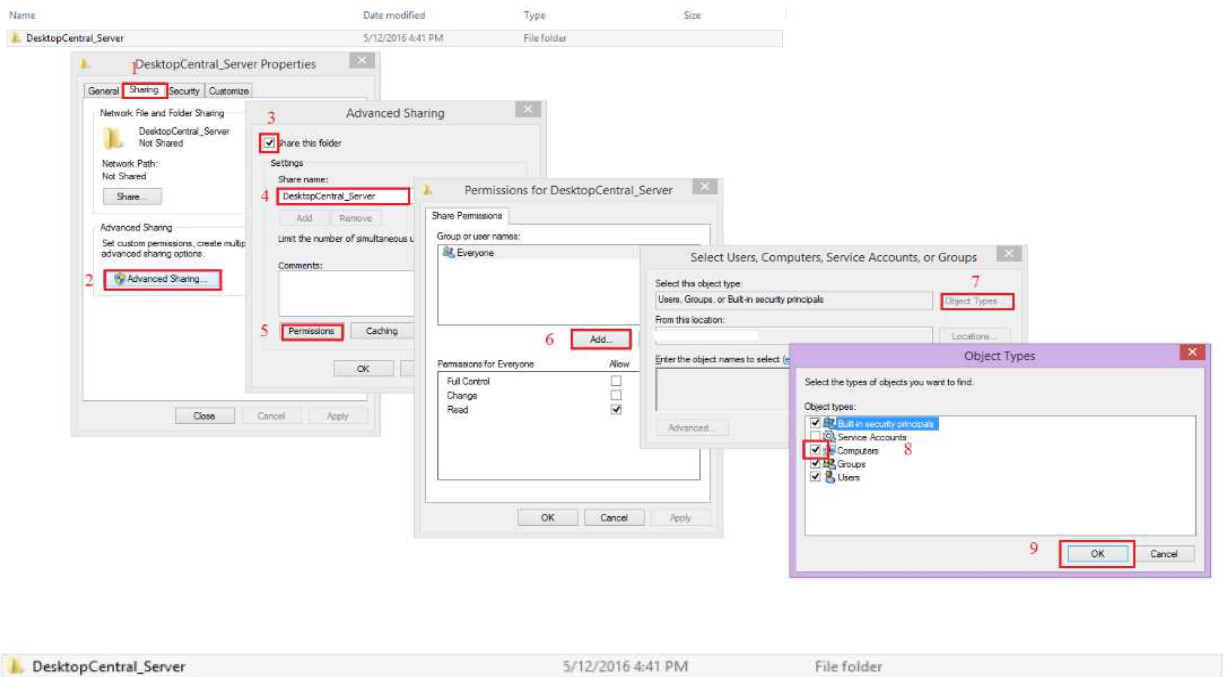 Name Date modified Type Size
DesktopCentral_Server 5/12/2016 4:41 PM File folder
1
DesktopCentral_Server Properties
General Sharing Security Customize
Network File and Folder Sharing
DesktopCentral_Server
Not Shared
Network Path:
Not Shared
Share...
Advanced Sharing
Set custom permissions, create multip
advanced sharing options.
2 Advanced Sharing...
Close Cancel Apply
Advanced Sharing
3
Share this folder
Settings
Share name:
4 DesktopCentral_Server
Add Remove
Limit the number of simultaneous u
Comments:
5 Permissions Caching
OK
Permissions for DesktopCentral_Server
Share Permissions
Group or user names:
Everyone
6 Add...
Permissions for Everyone Allow
Full Control
Change
Read
OK Cancel Apply
Select Users, Computers, Service Accounts, or Groups
Select this object type: 7
Users, Groups, or Built-in security principals Object Types...
From this location:
Locations...
Enter the object names to select (e
Advanced...
Object Types
Select the types of objects you want to find.
Object types:
Built-in security principals
Service Accounts
Computers 8
Groups
Users
9 OK Cancel
DesktopCentral_Server 5/12/2016 4:41 PM File folder